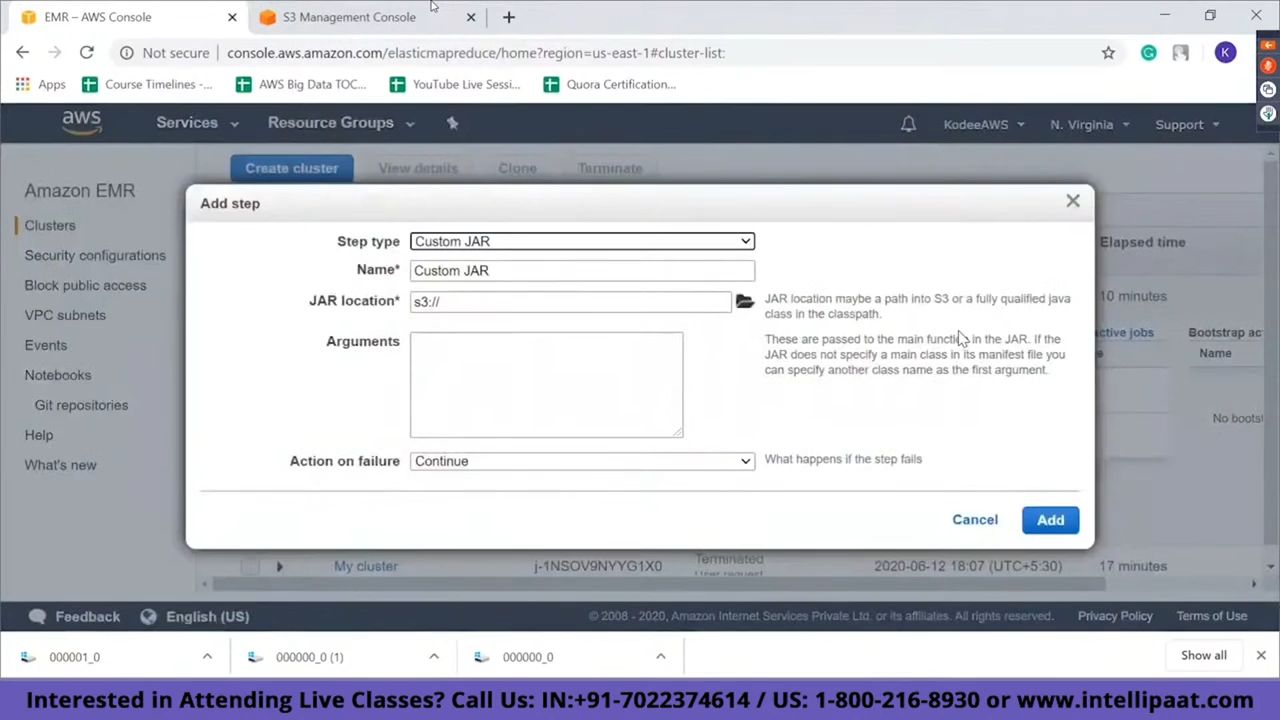 EMR – AWS Console
S3 Management Console
Not secure
console.aws.amazon.com/elasticmapreduce/home?region=us-east-1#cluster-list:
K
Apps
Course Timelines -...
AWS Big Data TOC...
YouTube Live Sessi...
Quora Certification...
aws
Services
Resource Groups
KodeeAWS
N. Virginia
Support
Create cluster
View details
Clone
Terminate
Amazon EMR
Clusters
Security configurations
Block public access
VPC subnets
Events
Notebooks
Git repositories
Help
What's new
Add step
Step type
Custom JAR
Name*
Custom JAR
JAR location*
s3://
JAR location maybe a path into S3 or a fully qualified java
class in the classpath.
Arguments
These are passed to the main function in the JAR. If the
JAR does not specify a main class in its manifest file you
can specify another class name as the first argument.
Action on failure
Continue
What happens if the step fails
Cancel
Add
Elapsed time
10 minutes
active jobs
Bootstrap ac
Name
No boots
My cluster
j-1NSOV9NYYG1X0
Terminated
User request
2020-06-12 18:07 (UTC+5:30)
17 minutes
Feedback
English (US)
© 2008 - 2020, Amazon Internet Services Private Ltd. or its affiliates. All rights reserved.
Privacy Policy
Terms of Use
000001_0
000000_0 (1)
000000_0
Show all
Interested in Attending Live Classes? Call Us: IN:+91-7022374614 / US: 1-800-216-8930 or www.intellipaat.com